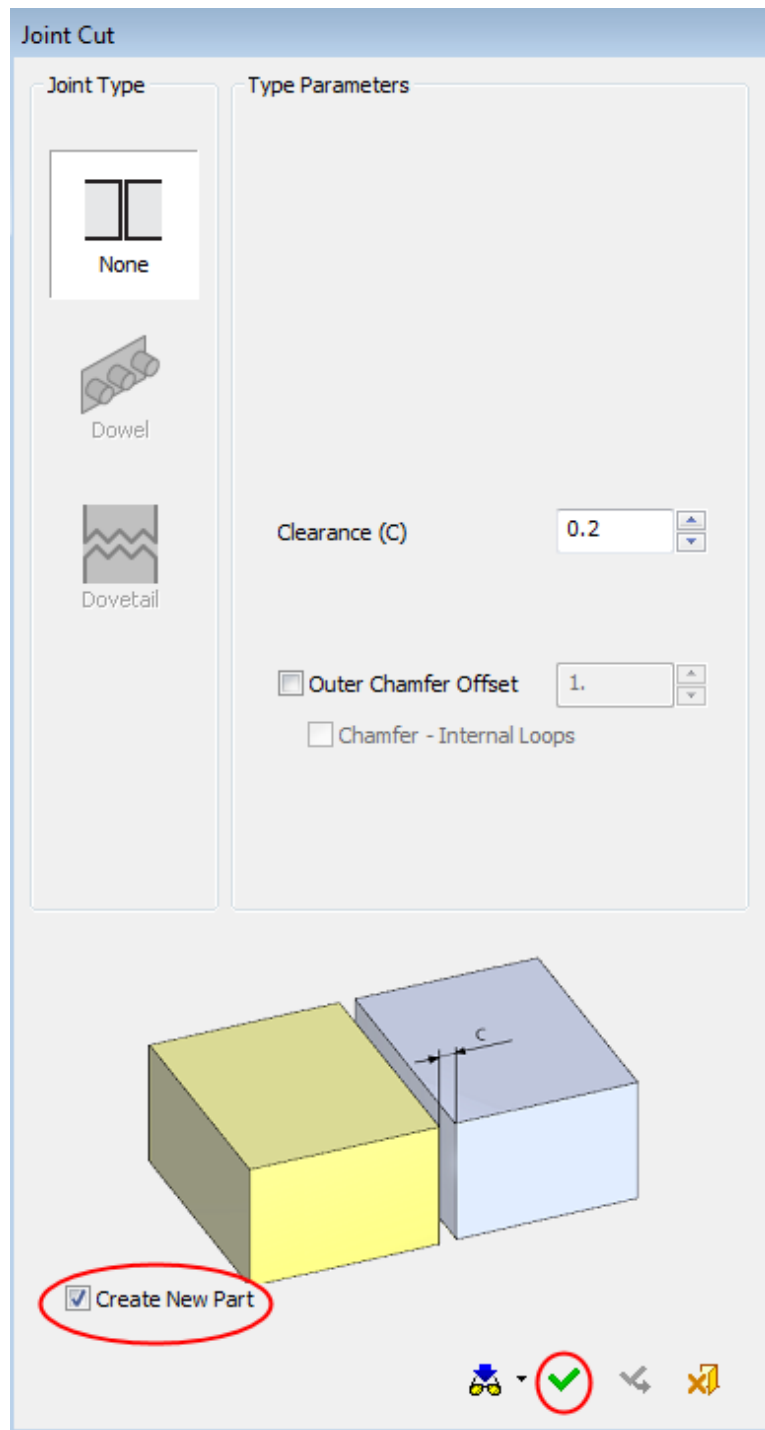 Joint Cut
Joint Type
Type Parameters
None
Dowel
Dovetail
Clearance (C)
0.2
Outer Chamfer Offset
1.
Chamfer - Internal Loops
C
Create New Part